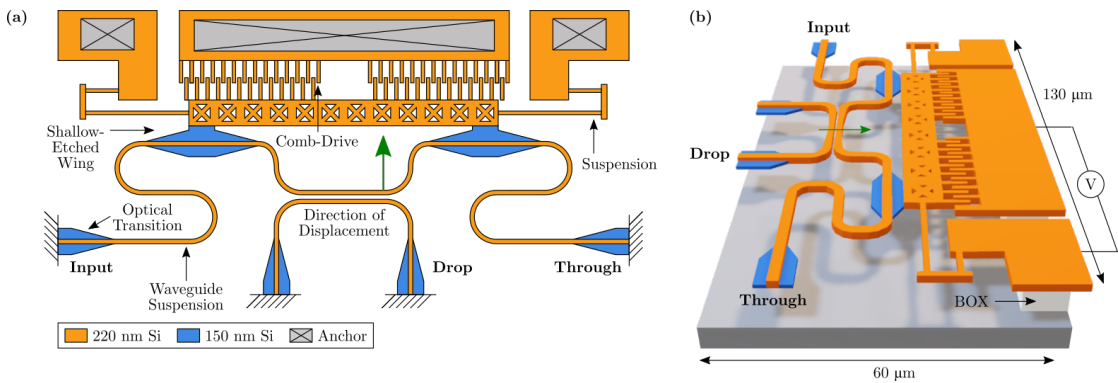 (a)
Shallow-
Etched
Wing
Comb-Drive
Suspension
Optical
Transition
Direction of
Displacement
Input
Waveguide
Suspension
Drop
Through
220 nm Si
150 nm Si
Anchor
(b)
Input
130 μm
Drop
V
Through
BOX
60 μm